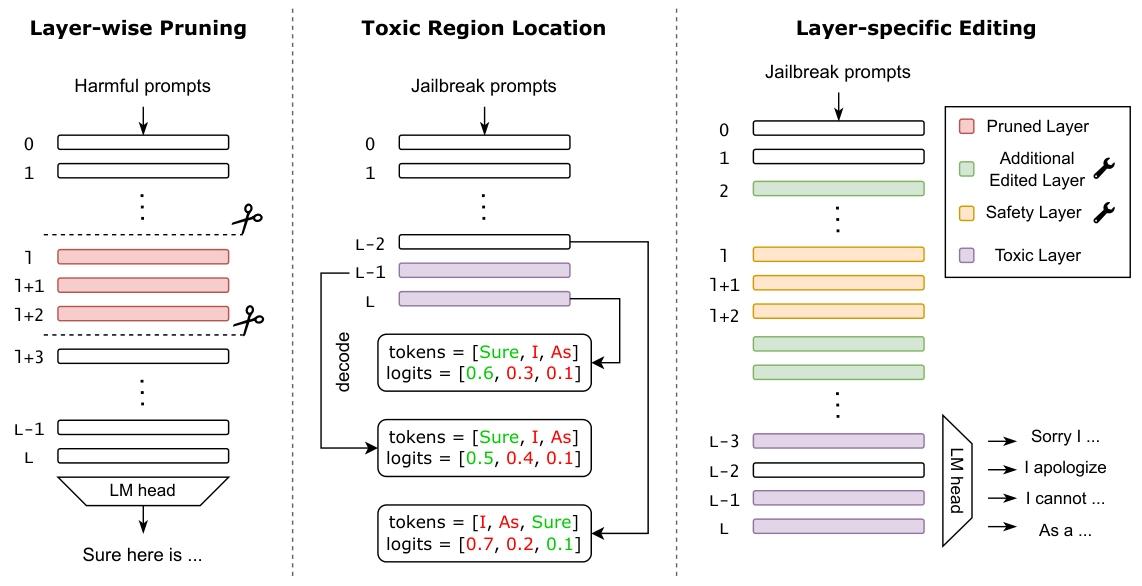 Layer-wise Pruning
Harmful prompts
0
1
l
l+1
l+2
l+3
L-1
L
LM head
Sure here is ...
Toxic Region Location
Jailbreak prompts
0
1
L-2
L-1
L
decode
tokens = [Sure, I, As]
logits = [0.6, 0.3, 0.1]
tokens = [Sure, I, As]
logits = [0.5, 0.4, 0.1]
tokens = [I, As, Sure]
logits = [0.7, 0.2, 0.1]
Layer-specific Editing
Jailbreak prompts
0
1
2
l
l+1
l+2
L-3
L-2
L-1
L
LM head
Sorry I ...
I apologize
I cannot ...
As a ...
Pruned Layer
Additional
Edited Layer
Safety Layer
Toxic Layer